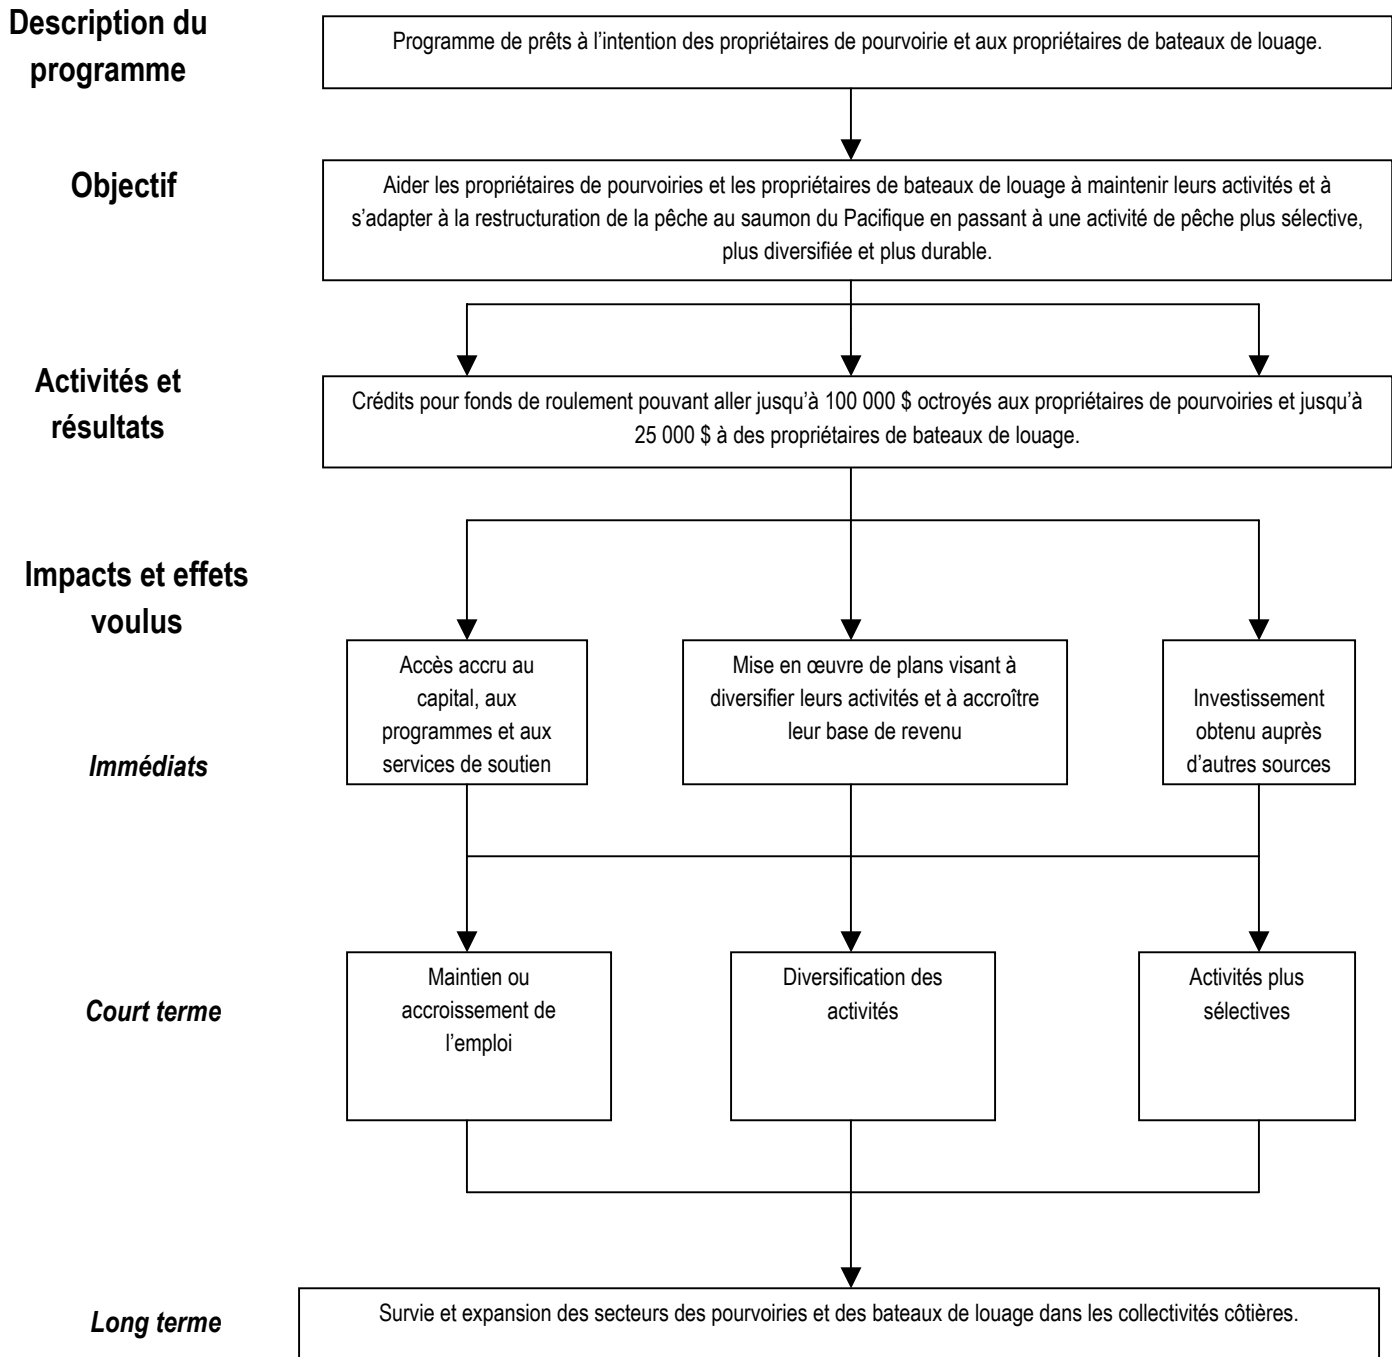 Description du
programme
Programme de prêts à l’intention des propriétaires de pourvoirie et aux propriétaires de bateaux de louage.
Objectif
Aider les propriétaires de pourvoiries et les propriétaires de bateaux de louage à maintenir leurs activités et à
s’adapter à la restructuration de la pêche au saumon du Pacifique en passant à une activité de pêche plus sélective,
plus diversifiée et plus durable.
Activités et
résultats
Crédits pour fonds de roulement pouvant aller jusqu’à 100 000 $ octroyés aux propriétaires de pourvoiries et jusqu’à
25 000 $ à des propriétaires de bateaux de louage.
Impacts et effets
voulus
Immédiats
Accès accru au
capital, aux
programmes et aux
services de soutien
Mise en œuvre de plans visant à
diversifier leurs activités et à accroître
leur base de revenu
Investissement
obtenu auprès
d’autres sources
Court terme
Maintien ou
accroissement de
l’emploi
Diversification des
activités
Activités plus
sélectives
Long terme
Survie et expansion des secteurs des pourvoiries et des bateaux de louage dans les collectivités côtières.